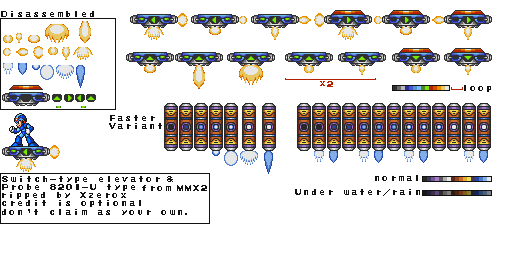 Disassembled
x2
loop
Faster
Variant
normal
Under water/rain
Switch-type elevator &
Probe 8201-U type from MMX2
ripped by Xzerox
credit is optional
don't claim as your own.